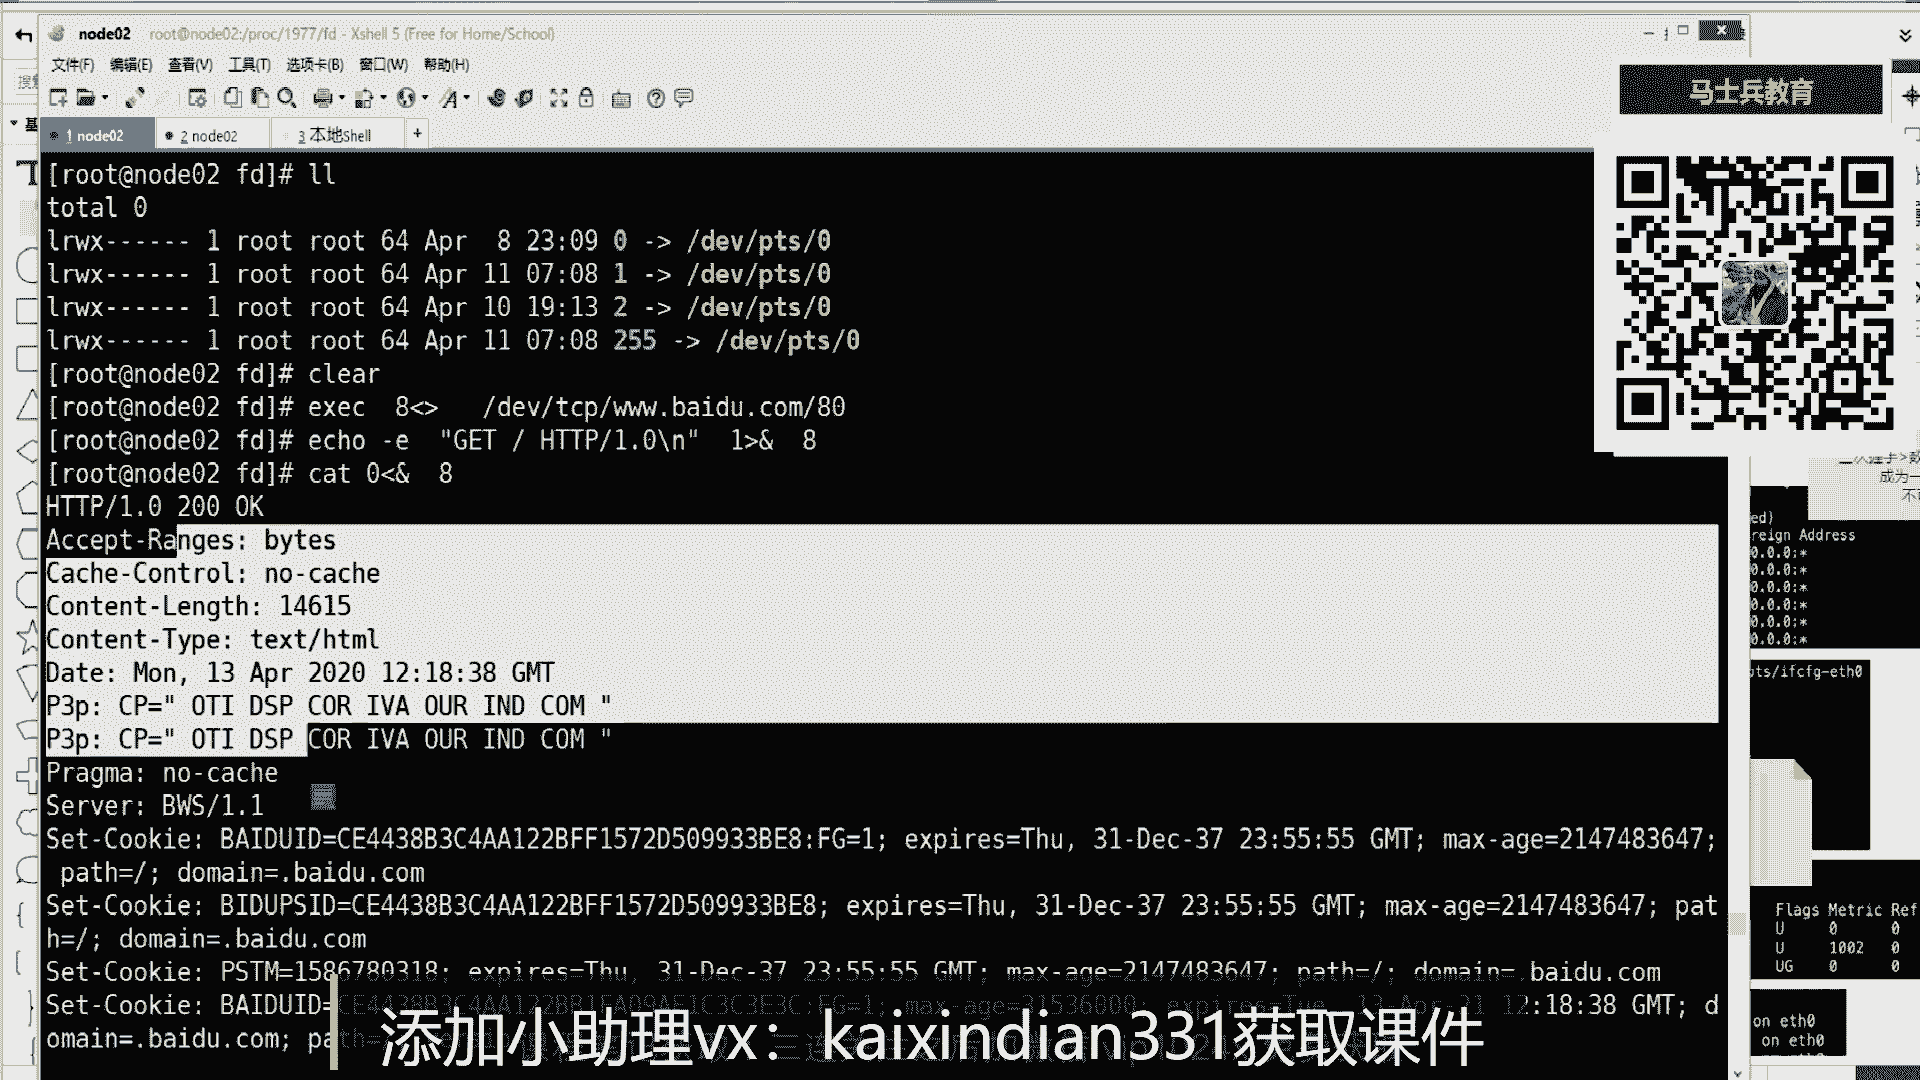 node02 root@node02:/proc/1977/fd - Xshell 5 (Free for Home/School)
文件(F) 编辑(E) 查看(V) 工具(T) 选项卡(B) 窗口(W) 帮助(H)
马士兵教育
1 node02 2 node02 3 本地Shell +
[root@node02 fd]# ll
total 0
lrwx------ 1 root root 64 Apr  8 23:09 0 -> /dev/pts/0
lrwx------ 1 root root 64 Apr 11 07:08 1 -> /dev/pts/0
lrwx------ 1 root root 64 Apr 10 19:13 2 -> /dev/pts/0
lrwx------ 1 root root 64 Apr 11 07:08 255 -> /dev/pts/0
[root@node02 fd]# clear
[root@node02 fd]# exec  8<>   /dev/tcp/www.baidu.com/80
[root@node02 fd]# echo -e  "GET / HTTP/1.0\n"  1>&  8
[root@node02 fd]# cat 0<&  8
HTTP/1.0 200 OK
Accept-Ranges: bytes
Cache-Control: no-cache
Content-Length: 14615
Content-Type: text/html
Date: Mon, 13 Apr 2020 12:18:38 GMT
P3p: CP=" OTI DSP COR IVA OUR IND COM "
P3p: CP=" OTI DSP COR IVA OUR IND COM "
Pragma: no-cache
Server: BWS/1.1
Set-Cookie: BAIDUID=CE4438B3C4AA122BFF1572D509933BE8:FG=1; expires=Thu, 31-Dec-37 23:55:55 GMT; max-age=2147483647;
path=/; domain=.baidu.com
Set-Cookie: BIDUPSID=CE4438B3C4AA122BFF1572D509933BE8; expires=Thu, 31-Dec-37 23:55:55 GMT; max-age=2147483647; pat
h=/; domain=.baidu.com
Set-Cookie: PSTM=1586780318; expires=Thu, 31-Dec-37 23:55:55 GMT; max-age=2147483647; path=/; domain=.baidu.com
Set-Cookie: BAIDUID= max-age=31536000; expires=Tue, 13-Apr-21 12:18:38 GMT; d
omain=.baidu.com; pa
添加小助理vx：kaixindian331获取课件
成为一
reign Address
0.0.0:*
0.0.0:*
0.0.0:*
0.0.0:*
0.0.0:*
0.0.0:*
ts/ifcfg-eth0
Flags Metric Ref
U 0 0
U 1002 0
UG 0 0
on eth0
on eth0